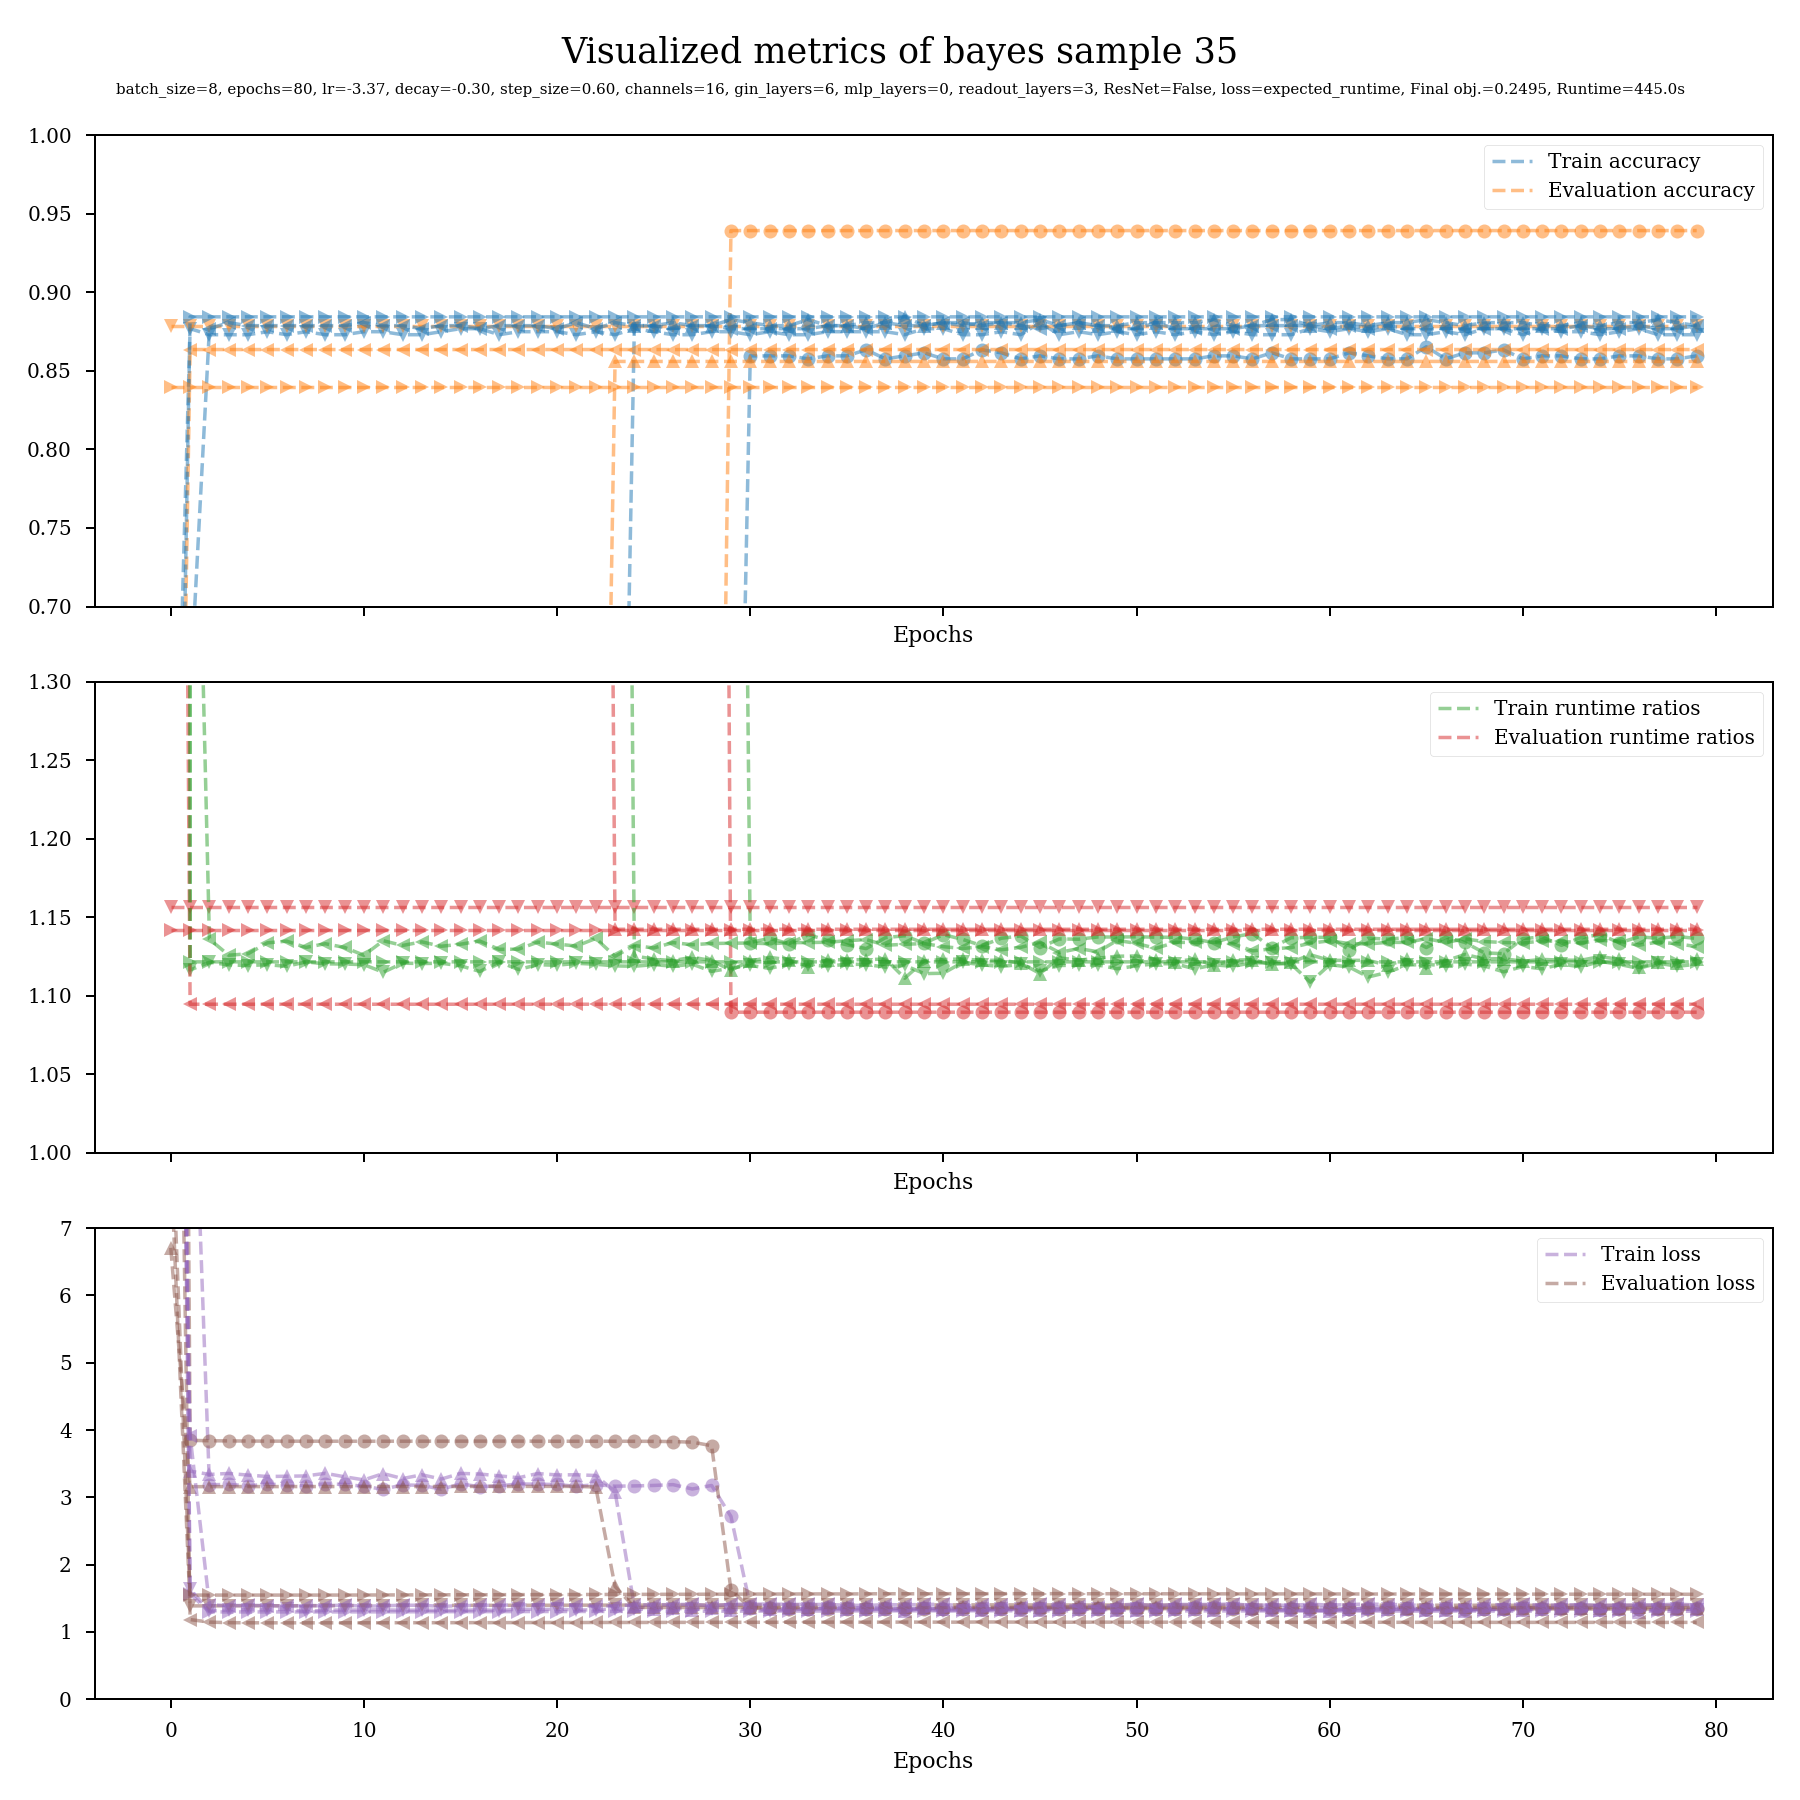 Visualized metrics of bayes sample 35
batch_size=8, epochs=80, lr=-3.37, decay=-0.30, step_size=0.60, channels=16, gin_layers=6, mlp_layers=0, readout_layers=3, ResNet=False, loss=expected_runtime, Final obj.=0.2495, Runtime=445.0s
1.00
0.95
0.90
0.85
0.80
0.75
0.70
Train accuracy
Evaluation accuracy
Epochs
1.30
1.25
1.20
1.15
1.10
1.05
1.00
Train runtime ratios
Evaluation runtime ratios
Epochs
7
6
5
4
3
2
1
0
Train loss
Evaluation loss
0 10 20 30 40 50 60 70 80
Epochs